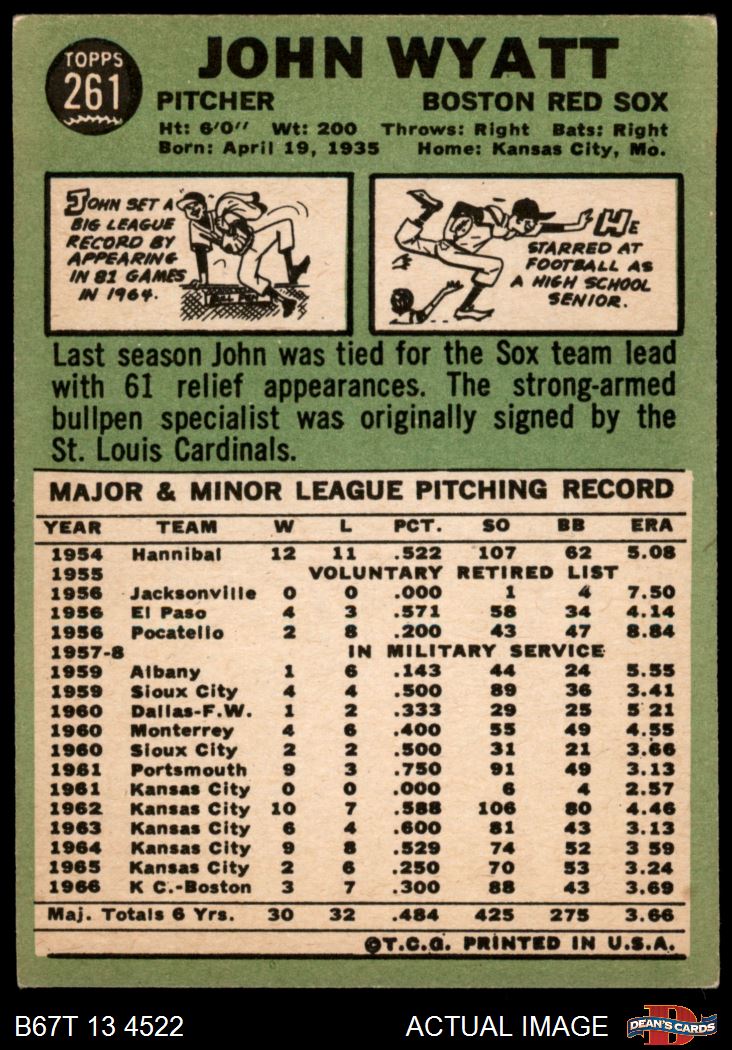 TOPPS
261
JOHN WYATT
PITCHER BOSTON RED SOX
Ht: 6'0'' Wt: 200 Throws: Right Bats: Right
Born: April 19, 1935 Home: Kansas City, Mo.
JOHN SET A
BIG LEAGUE
RECORD BY
APPEARING
IN 81 GAMES
IN 1964.
HE
STARRED AT
FOOTBALL AS
A HIGH SCHOOL
SENIOR.
Last season John was tied for the Sox team lead
with 61 relief appearances. The strong-armed
bullpen specialist was originally signed by the
St. Louis Cardinals.
MAJOR & MINOR LEAGUE PITCHING RECORD
YEAR TEAM W L PCT. SO BB ERA
1954 Hannibal 12 11 .522 107 62 5.08
1955 VOLUNTARY RETIRED LIST
1956 Jacksonville 0 0 .000 1 4 7.50
1956 El Paso 4 3 .571 58 34 4.14
1956 Pocatello 2 8 .200 43 47 8.84
1957-8 IN MILITARY SERVICE
1959 Albany 1 6 .143 44 24 5.55
1959 Sioux City 4 4 .500 89 36 3.41
1960 Dallas-F.W. 1 2 .333 29 25 5 21
1960 Monterrey 4 6 .400 55 49 4.55
1960 Sioux City 2 2 .500 31 21 3.66
1961 Portsmouth 9 3 .750 91 49 3.13
1961 Kansas City 0 0 .000 6 4 2.57
1962 Kansas City 10 7 .588 106 80 4.46
1963 Kansas City 6 4 .600 81 43 3.13
1964 Kansas City 9 8 .529 74 52 3 59
1965 Kansas City 2 6 .250 70 53 3.24
1966 K C.-Boston 3 7 .300 88 43 3.69
Maj. Totals 6 Yrs. 30 32 .484 425 275 3.66
©T.C.G. PRINTED IN U.S.A.
B67T 13 4522 ACTUAL IMAGE
D
DEAN'S CARDS